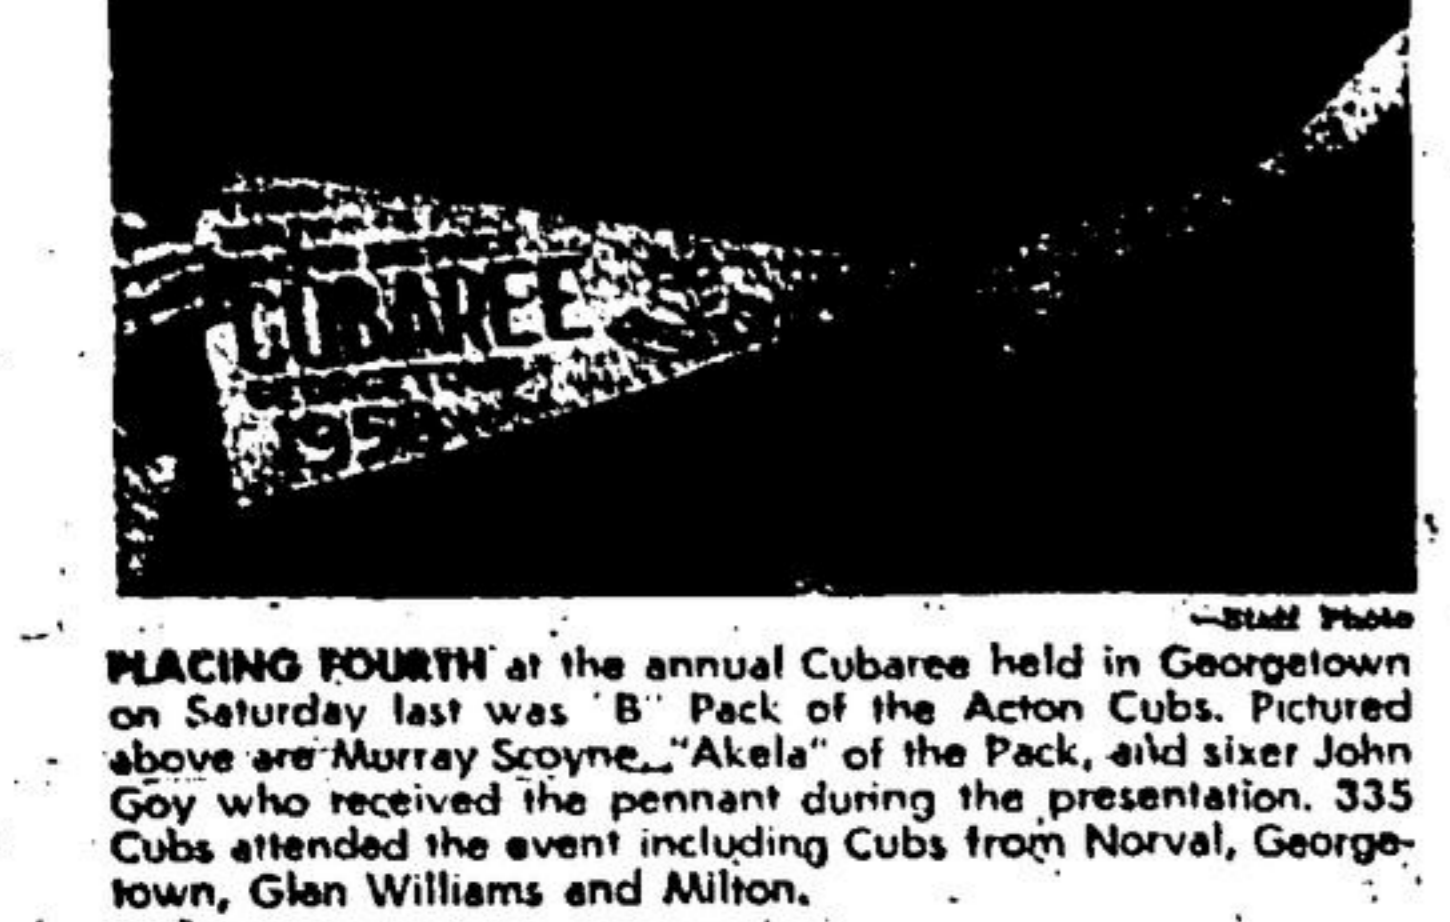 CUBAREE
—Staff Photo
PLACING FOURTH at the annual Cubaree held in Georgetown
on Saturday last was "B" Pack of the Acton Cubs. Pictured
above are Murray Scoyne, "Akela" of the Pack, and sixer John
Goy who received the pennant during the presentation. 335
Cubs attended the event including Cubs from Norval, George-
town, Glen Williams and Milton.